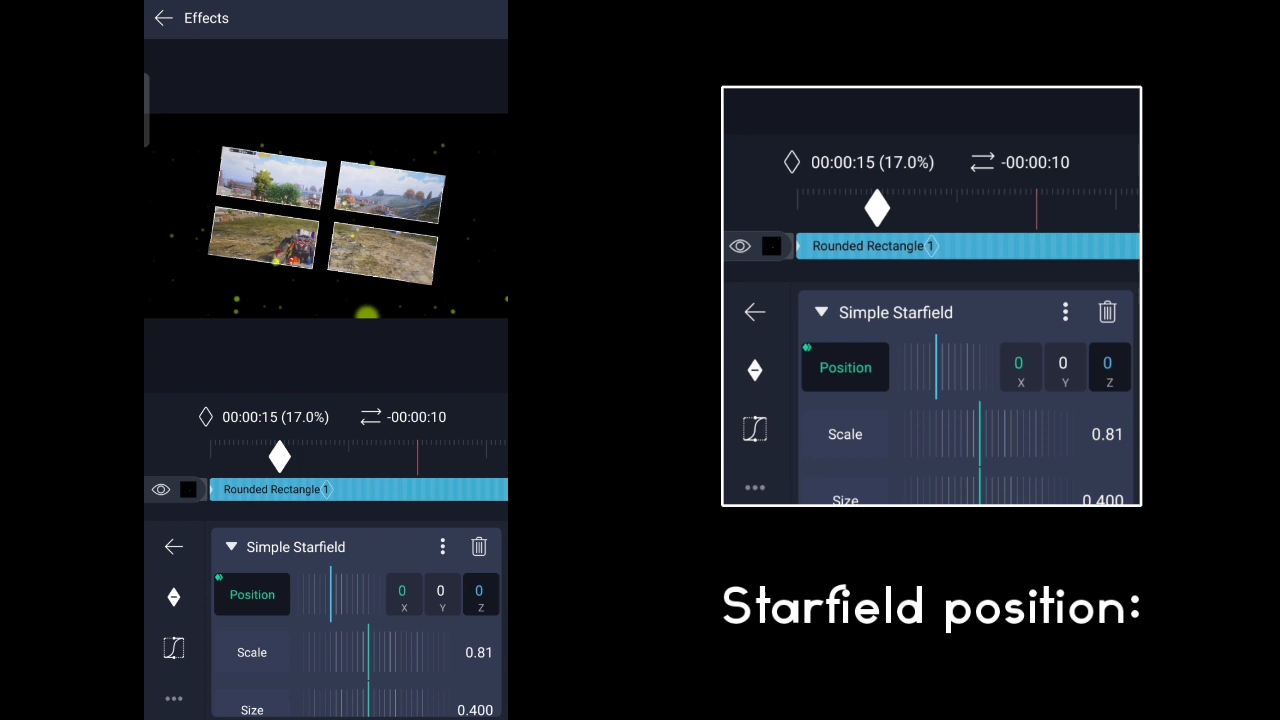 Effects
00:00:15 (17.0%)
-00:00:10
Rounded Rectangle 1
Simple Starfield
Position
0
X
0
Y
0
Z
Scale
0.81
Size
0.400
00:00:15 (17.0%)
-00:00:10
Rounded Rectangle 1
Simple Starfield
Position
0
X
0
Y
0
Z
Scale
0.81
Size
0.400
Starfield position: